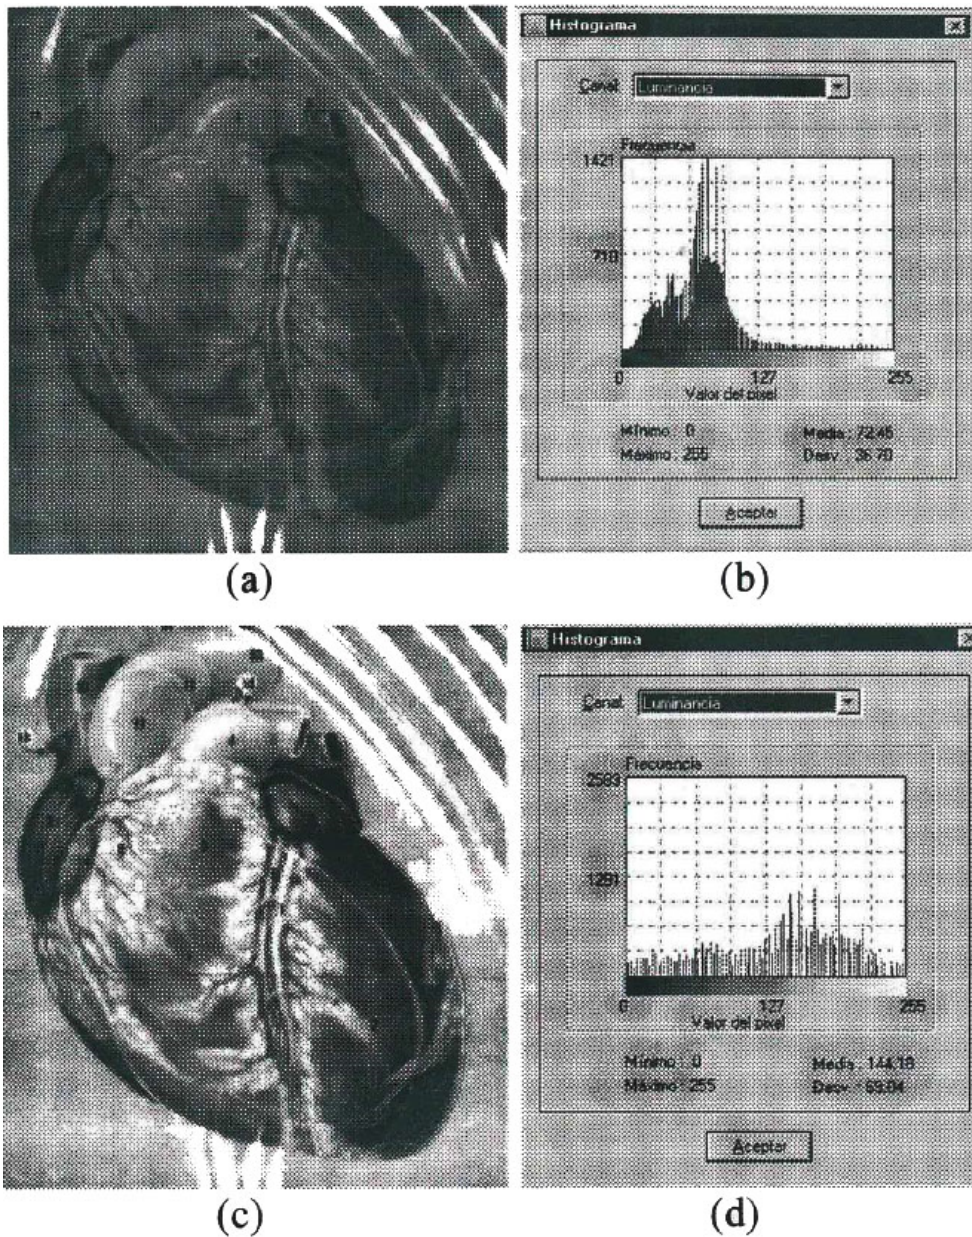 Histograma
Canal: Luminancia
Frecuencia
1421
710
0 127 255
Valor del pixel
Mínimo : 0 Media : 72.45
Máximo : 255 Desv. : 36.70
Aceptar
(a) (b)
Histograma
Canal: Luminancia
Frecuencia
2583
1291
0 127 255
Valor del pixel
Mínimo : 0 Media : 144.18
Máximo : 255 Desv. : 69.04
Aceptar
(c) (d)